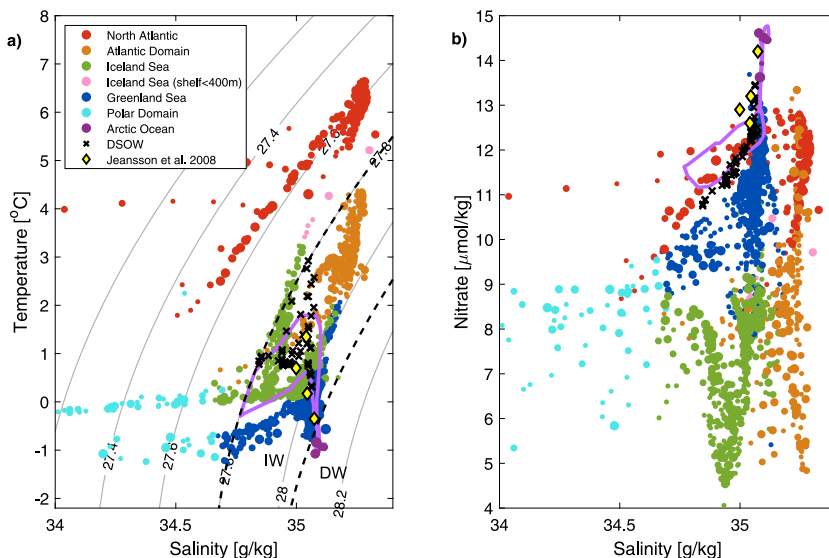 a)
North Atlantic
Atlantic Domain
Iceland Sea
Iceland Sea (shelf<400m)
Greenland Sea
Polar Domain
Arctic Ocean
DSOW
Jeansson et al. 2008
8
7
6
5
4
3
2
1
0
-1
-2
Temperature [°C]
27.4
27.6
27.8
27.4
27.6
27.8
28
28.2
IW
DW
34
34.5
35
Salinity [g/kg]
b)
15
14
13
12
11
10
9
8
7
6
5
4
Nitrate [μmol/kg]
34
34.5
35
Salinity [g/kg]